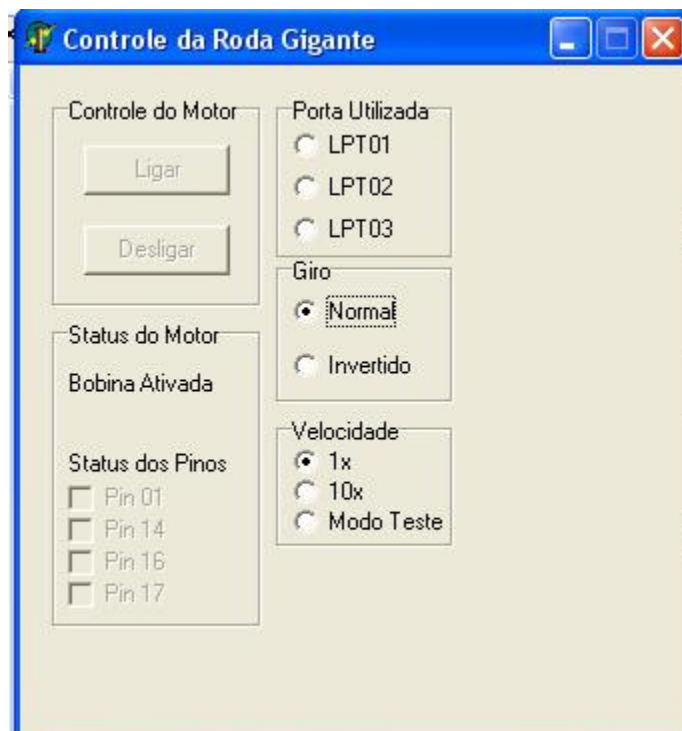 Controle da Roda Gigante
Controle do Motor
Ligar
Desligar
Status do Motor
Bobina Ativada
Status dos Pinos
Pin 01
Pin 14
Pin 16
Pin 17
Porta Utilizada
LPT01
LPT02
LPT03
Giro
Normal
Invertido
Velocidade
1x
10x
Modo Teste